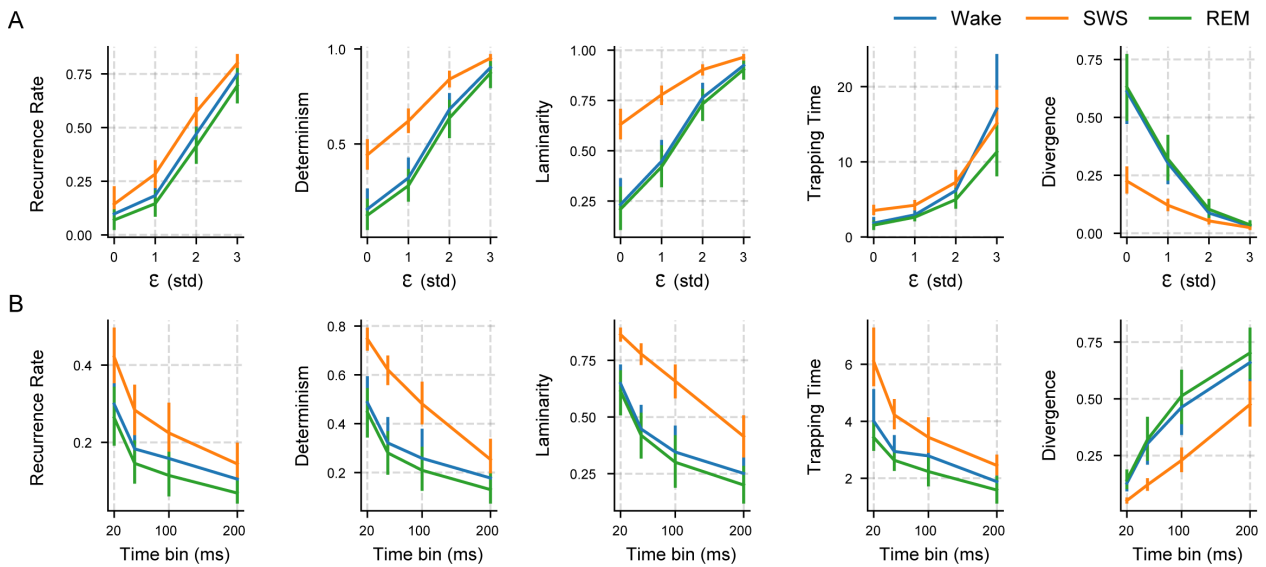 A
Wake SWS REM
Recurrence Rate
0.75
0.50
0.25
0.00
0 1 2 3
ε (std)
Determinism
1.0
0.5
0 1 2 3
ε (std)
Laminarity
1.00
0.75
0.50
0.25
0 1 2 3
ε (std)
Trapping Time
20
10
0
0 1 2 3
ε (std)
Divergence
0.75
0.50
0.25
0.00
0 1 2 3
ε (std)
B
Recurrence Rate
0.4
0.2
20 100 200
Time bin (ms)
Determinism
0.8
0.6
0.4
0.2
20 100 200
Time bin (ms)
Laminarity
0.75
0.50
0.25
20 100 200
Time bin (ms)
Trapping Time
6
4
2
20 100 200
Time bin (ms)
Divergence
0.75
0.50
0.25
20 100 200
Time bin (ms)